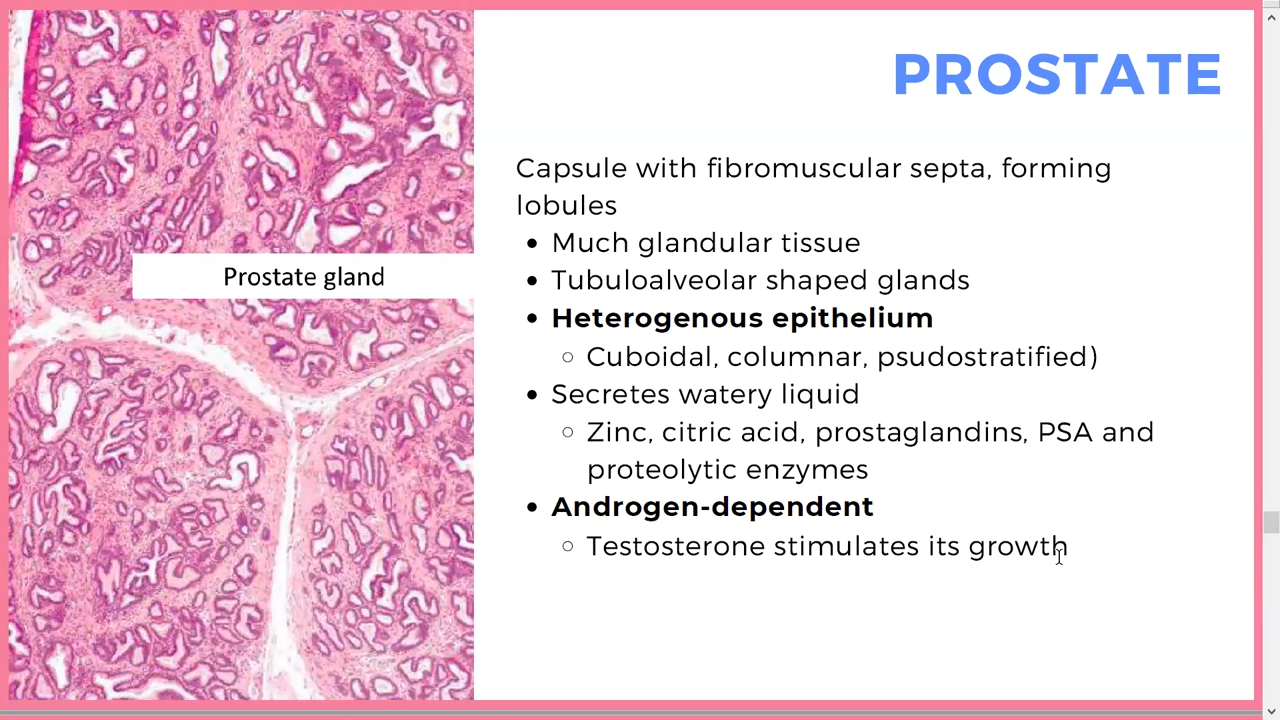 PROSTATE
Capsule with fibromuscular septa, forming
lobules
• Much glandular tissue
• Tubuloalveolar shaped glands
• Heterogenous epithelium
○ Cuboidal, columnar, psudostratified)
• Secretes watery liquid
○ Zinc, citric acid, prostaglandins, PSA and
proteolytic enzymes
• Androgen-dependent
○ Testosterone stimulates its growth
Prostate gland